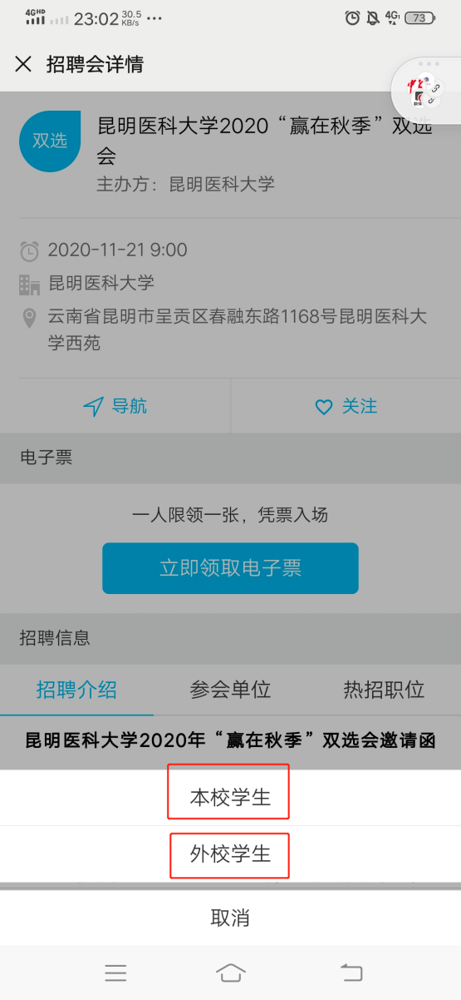 4GHD 23:02 30.5 KB/s ··· 4G 73
招聘会详情
双选
昆明医科大学2020“赢在秋季”双选
会
主办方：昆明医科大学
2020-11-21 9:00
昆明医科大学
云南省昆明市呈贡区春融东路1168号昆明医科大
学西苑
导航 关注
电子票
一人限领一张，凭票入场
立即领取电子票
招聘信息
招聘介绍 参会单位 热招职位
昆明医科大学2020年“赢在秋季”双选会邀请函
本校学生
外校学生
取消